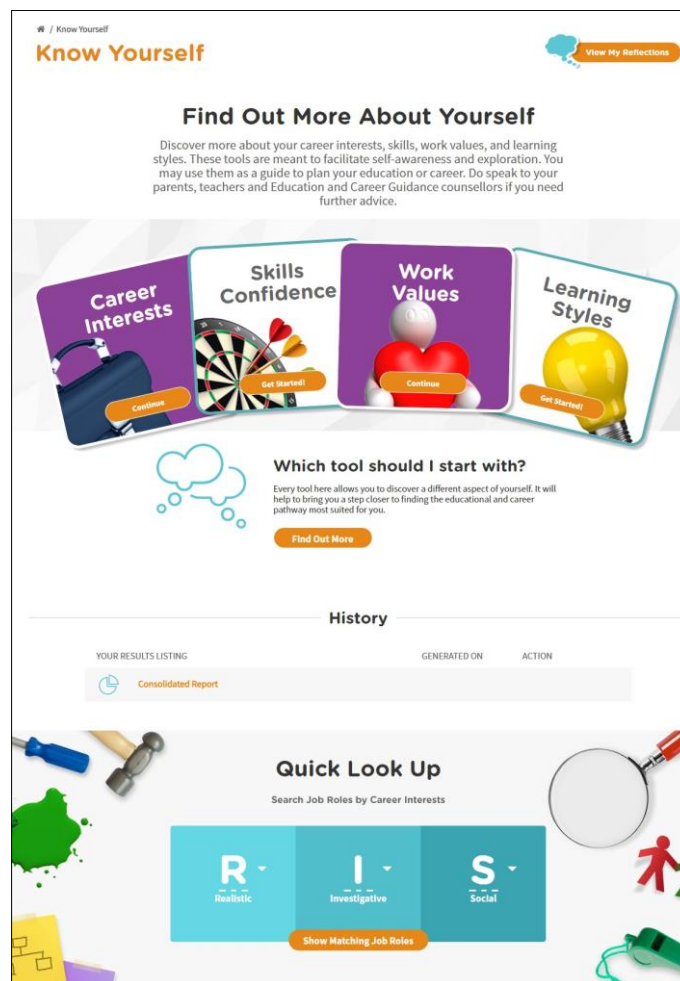 / Know Yourself
Know Yourself
View My Reflections
Find Out More About Yourself
Discover more about your career interests, skills, work values, and learning
styles. These tools are meant to facilitate self-awareness and exploration. You
may use them as a guide to plan your education or career. Do speak to your
parents, teachers and Education and Career Guidance counsellors if you need
further advice.
Career
Interests
Continue
Skills
Confidence
Get Started!
Work
Values
Continue
Learning
Styles
Get Started!
Which tool should I start with?
Every tool here allows you to discover a different aspect of yourself. It will
help to bring you a step closer to finding the educational and career
pathway most suited for you.
Find Out More
History
YOUR RESULTS LISTING GENERATED ON ACTION
Consolidated Report
Quick Look Up
Search Job Roles by Career Interests
R I S
Realistic Investigative Social
Show Matching Job Roles